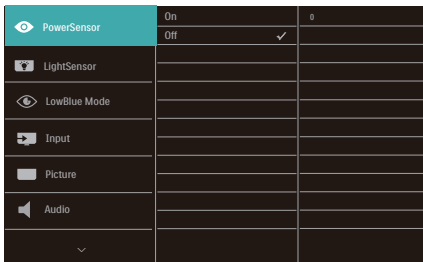 PowerSensor
On
0
Off
LightSensor
LowBlue Mode
Input
Picture
Audio